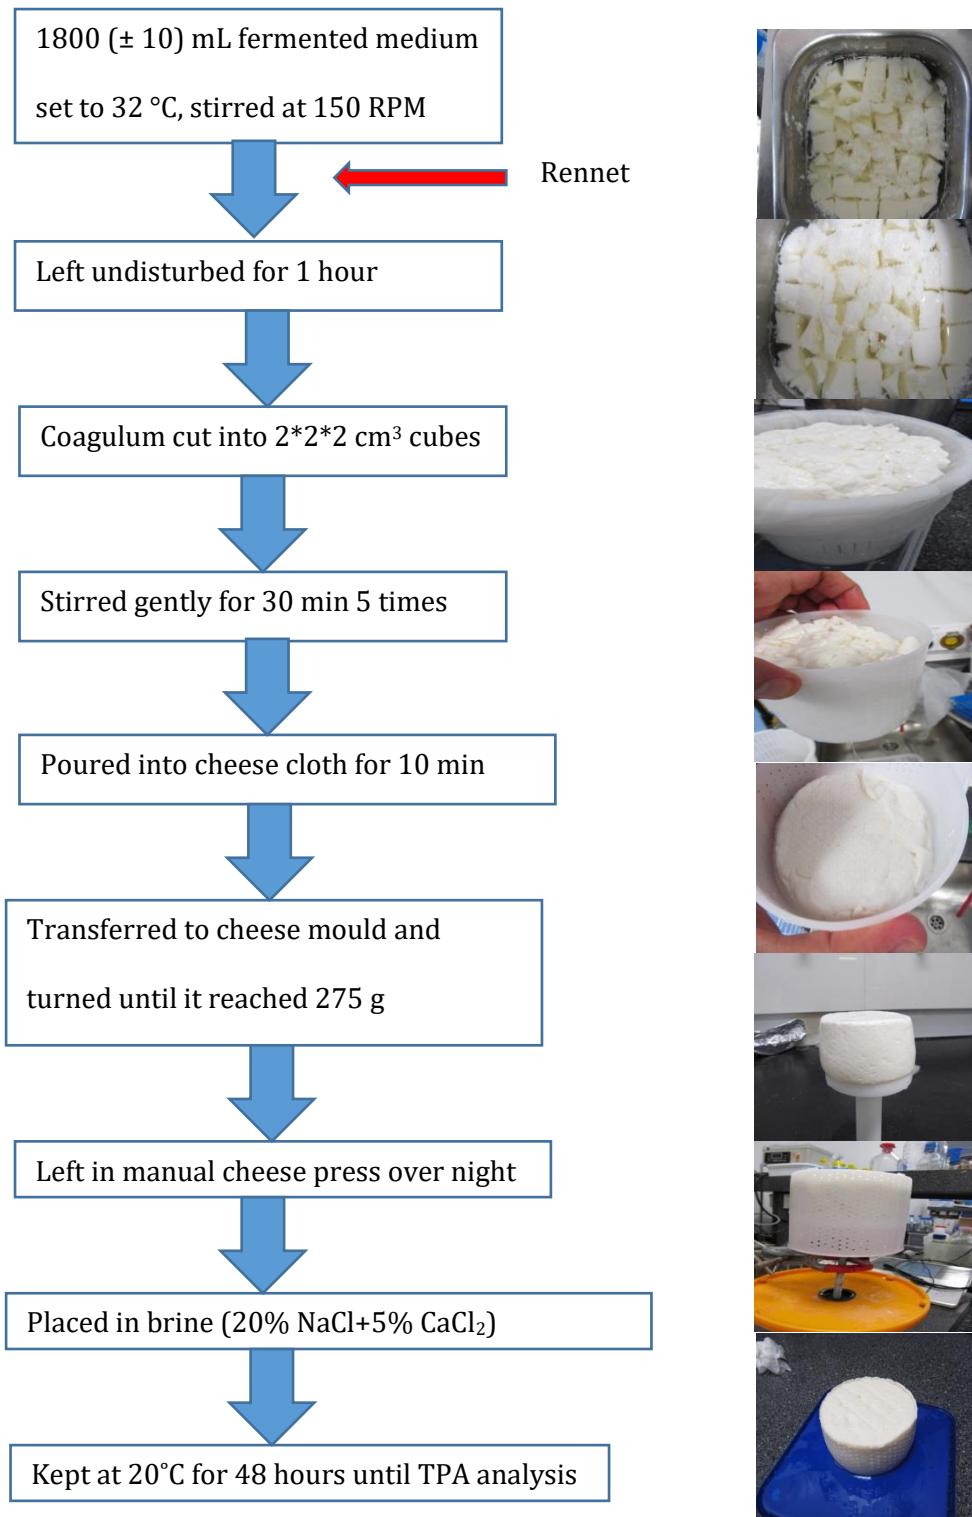 1800 (± 10) mL fermented medium
set to 32 °C, stirred at 150 RPM
Rennet
Left undisturbed for 1 hour
Coagulum cut into 2*2*2 cm³ cubes
Stirred gently for 30 min 5 times
Poured into cheese cloth for 10 min
Transferred to cheese mould and
turned until it reached 275 g
Left in manual cheese press over night
Placed in brine (20% NaCl+5% CaCl₂)
Kept at 20°C for 48 hours until TPA analysis